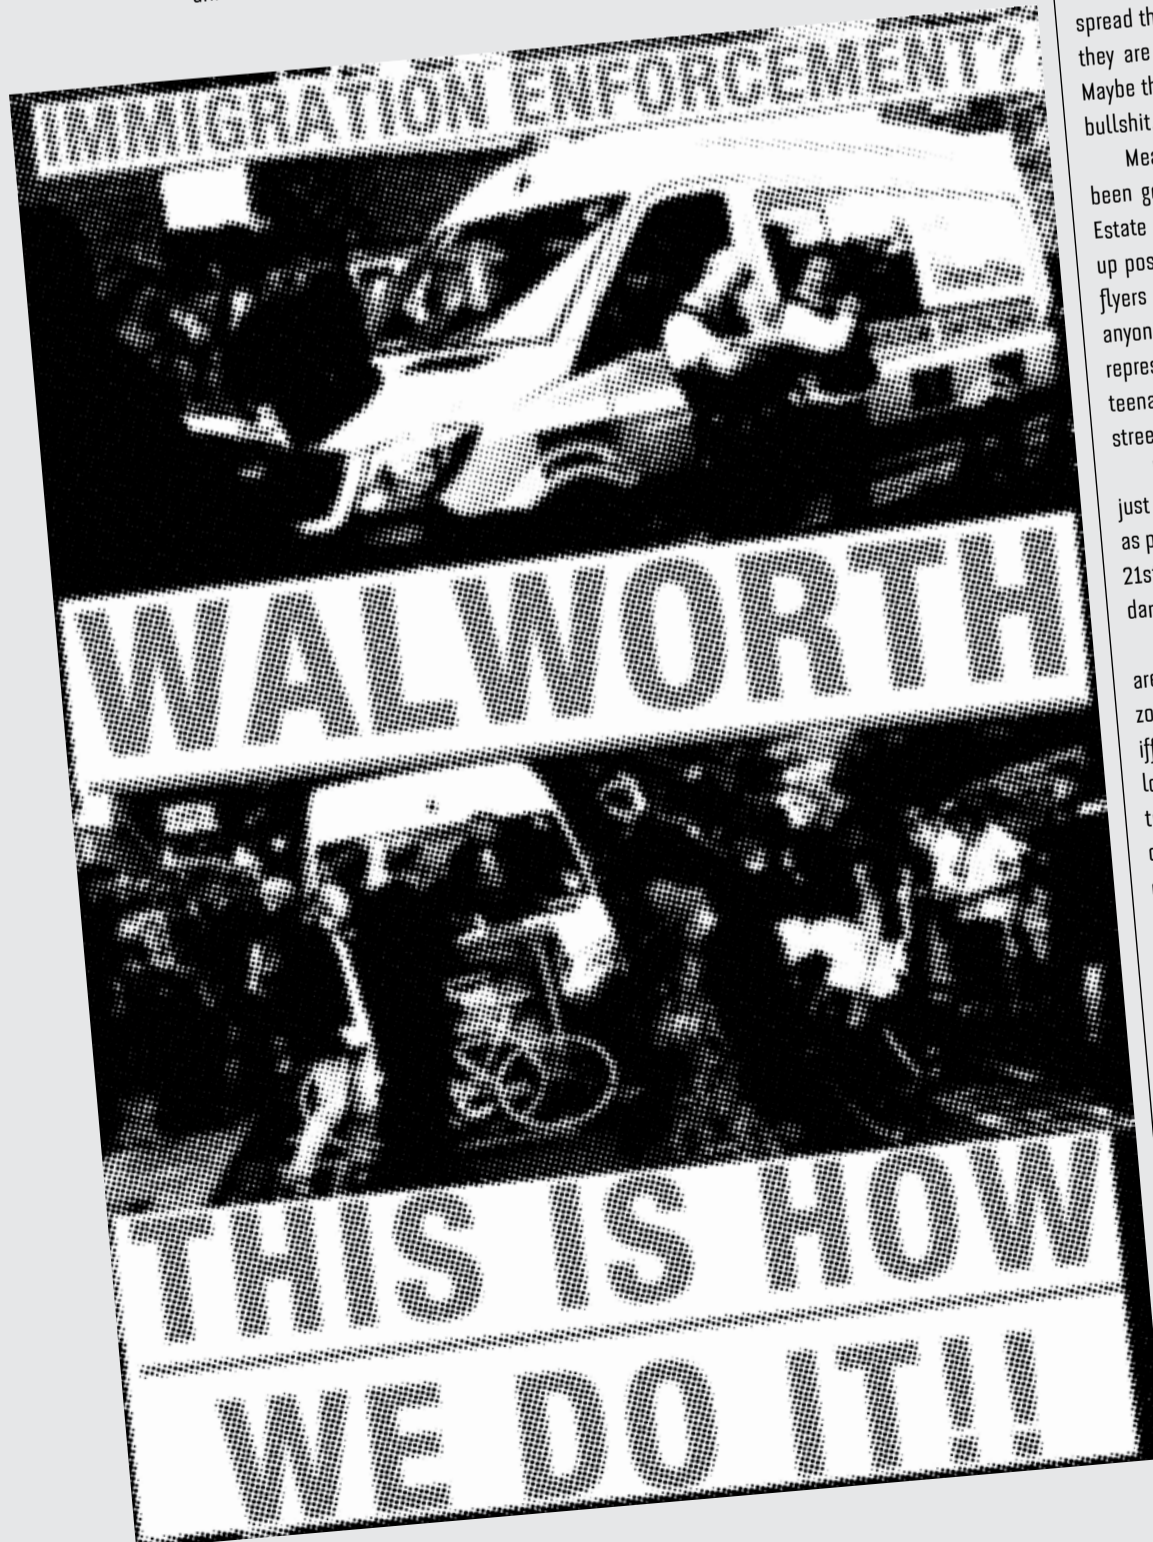 IMMIGRATION ENFORCEMENT?
WALWORTH
THIS IS HOW
WE DO IT!!
spread th
they are
Maybe th
bullshit
Mea
been g
Estate
up pos
flyers
anyon
repres
teena
stree
just
as p
21st
dar
are
zo
iff
lo
t